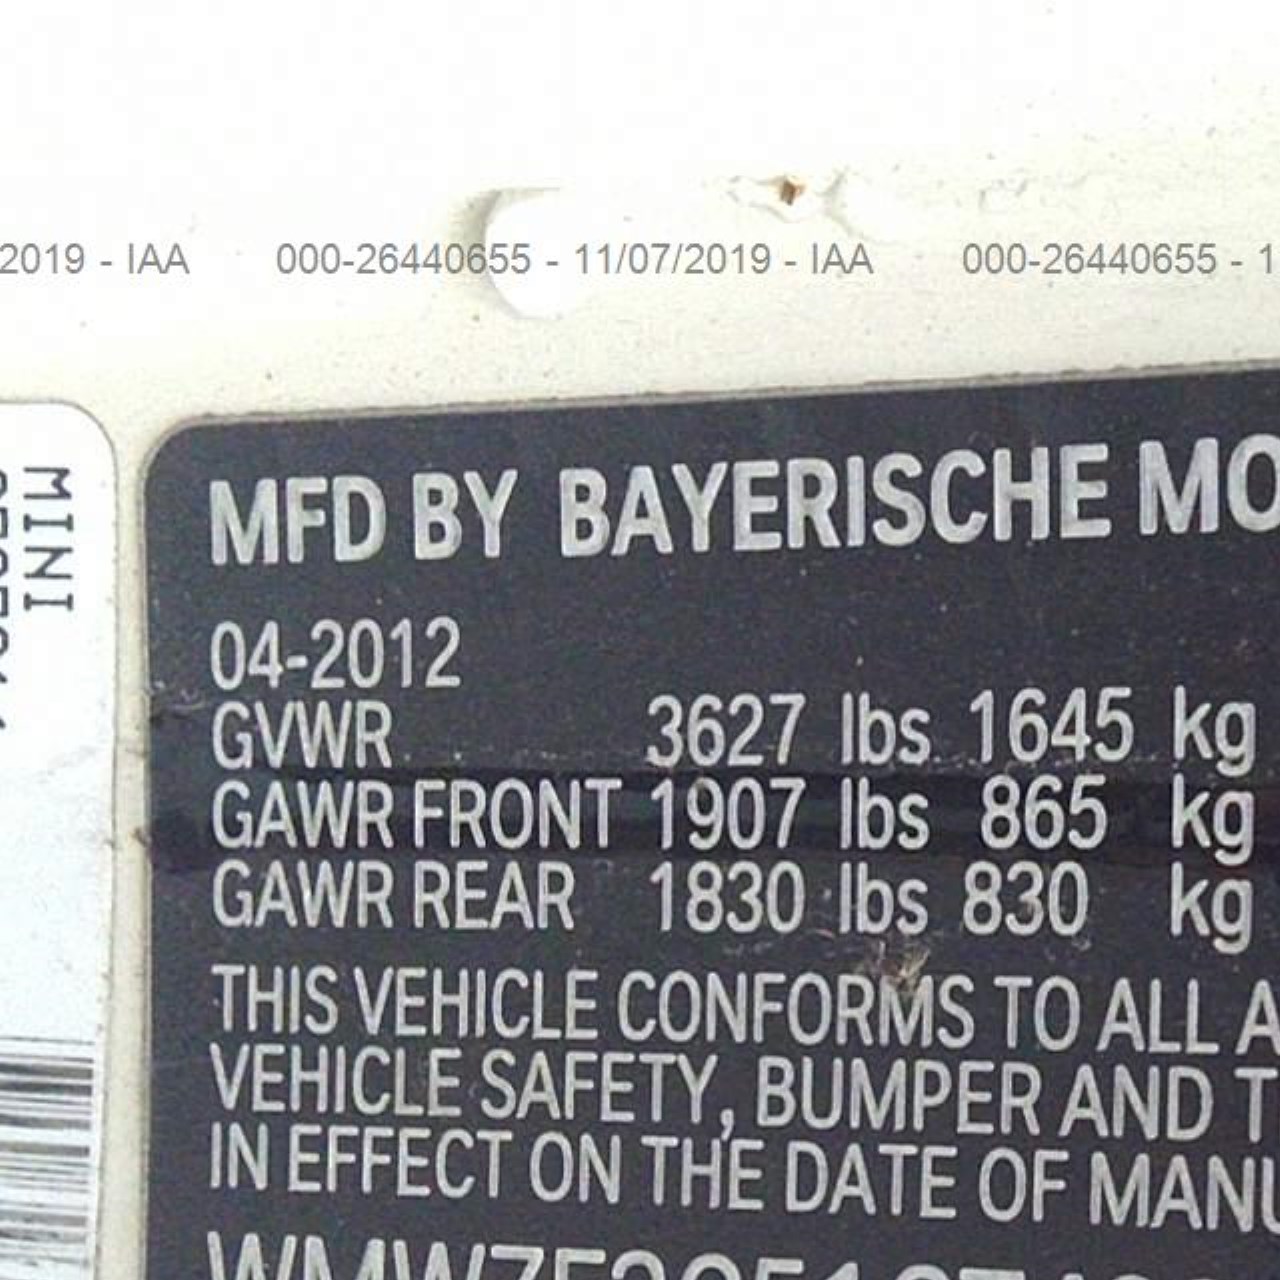 2019 - IAA 000-26440655 - 11/07/2019 - IAA 000-26440655 - 1
MINI
MFD BY BAYERISCHE MO
04-2012
GVWR 3627 lbs 1645 kg
GAWR FRONT 1907 lbs 865 kg
GAWR REAR 1830 lbs 830 kg
THIS VEHICLE CONFORMS TO ALL A
VEHICLE SAFETY, BUMPER AND T
IN EFFECT ON THE DATE OF MANU